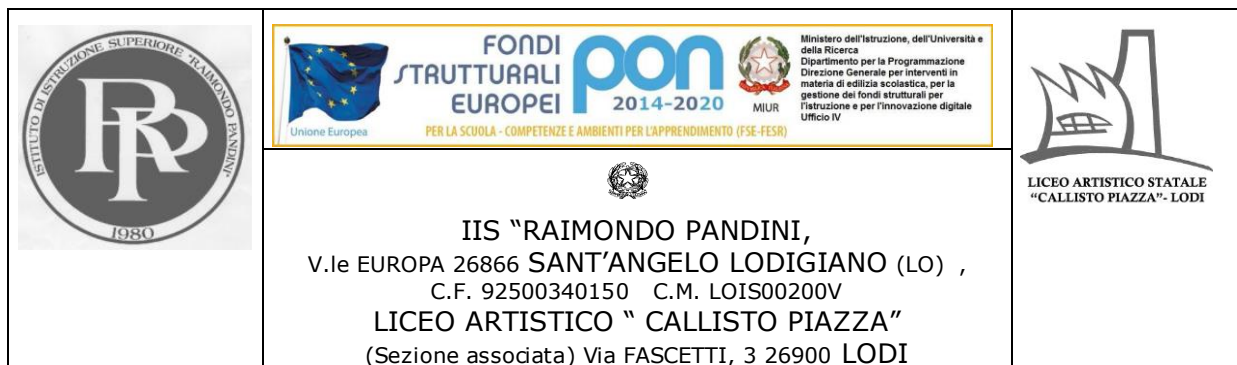 ISTITUTO DI ISTRUZIONE SUPERIORE "RAIMONDO PANDINI"
1980
Unione Europea
FONDI
STRUTTURALI
EUROPEI
pon
2014-2020
MIUR
Ministero dell'Istruzione, dell'Università e
della Ricerca
Dipartimento per la Programmazione
Direzione Generale per interventi in
materia di edilizia scolastica, per la
gestione dei fondi strutturali per
l'istruzione e per l'innovazione digitale
Ufficio IV
PER LA SCUOLA - COMPETENZE E AMBIENTI PER L'APPRENDIMENTO (FSE-FESR)
IIS “RAIMONDO PANDINI,
V.le EUROPA 26866 SANT’ANGELO LODIGIANO (LO) ,
C.F. 92500340150 C.M. LOIS00200V
LICEO ARTISTICO “ CALLISTO PIAZZA”
(Sezione associata) Via FASCETTI, 3 26900 LODI
LICEO ARTISTICO STATALE
“CALLISTO PIAZZA”- LODI